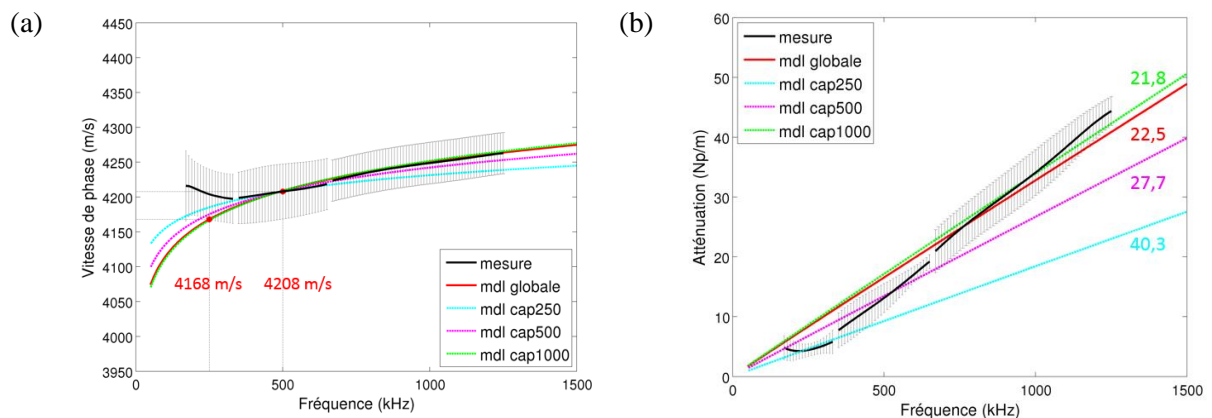 (a)
4450
4400
4350
4300
4250
4200
4150
4100
4050
4000
3950
Vitesse de phase (m/s)
4168 m/s
4208 m/s
mesure
mdl globale
mdl cap250
mdl cap500
mdl cap1000
0
500
1000
1500
Fréquence (kHz)
(b)
60
50
40
30
20
10
0
Atténuation (Np/m)
mesure
mdl globale
mdl cap250
mdl cap500
mdl cap1000
21,8
22,5
27,7
40,3
0
500
1000
1500
Fréquence (kHz)